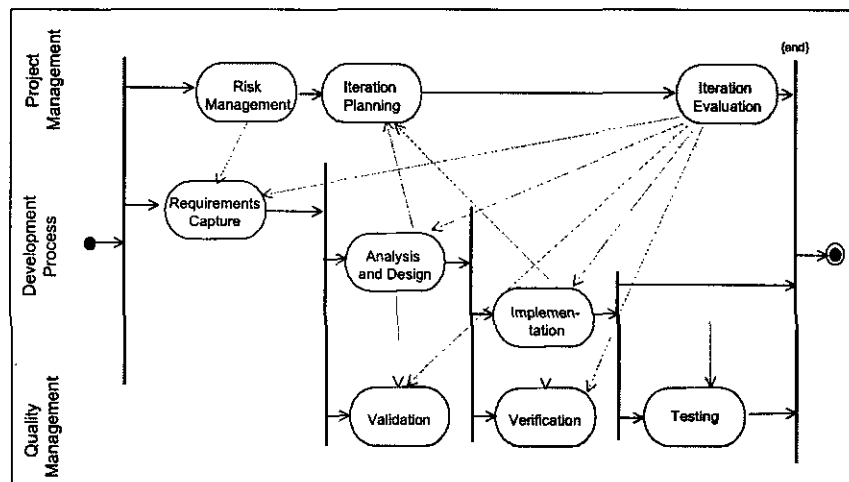 Project
Management
Risk
Management
Iteration
Planning
Iteration
Evaluation
{and}
Development
Process
Requirements
Capture
Analysis
and Design
Implemen-
tation
Quality
Management
Validation
Verification
Testing